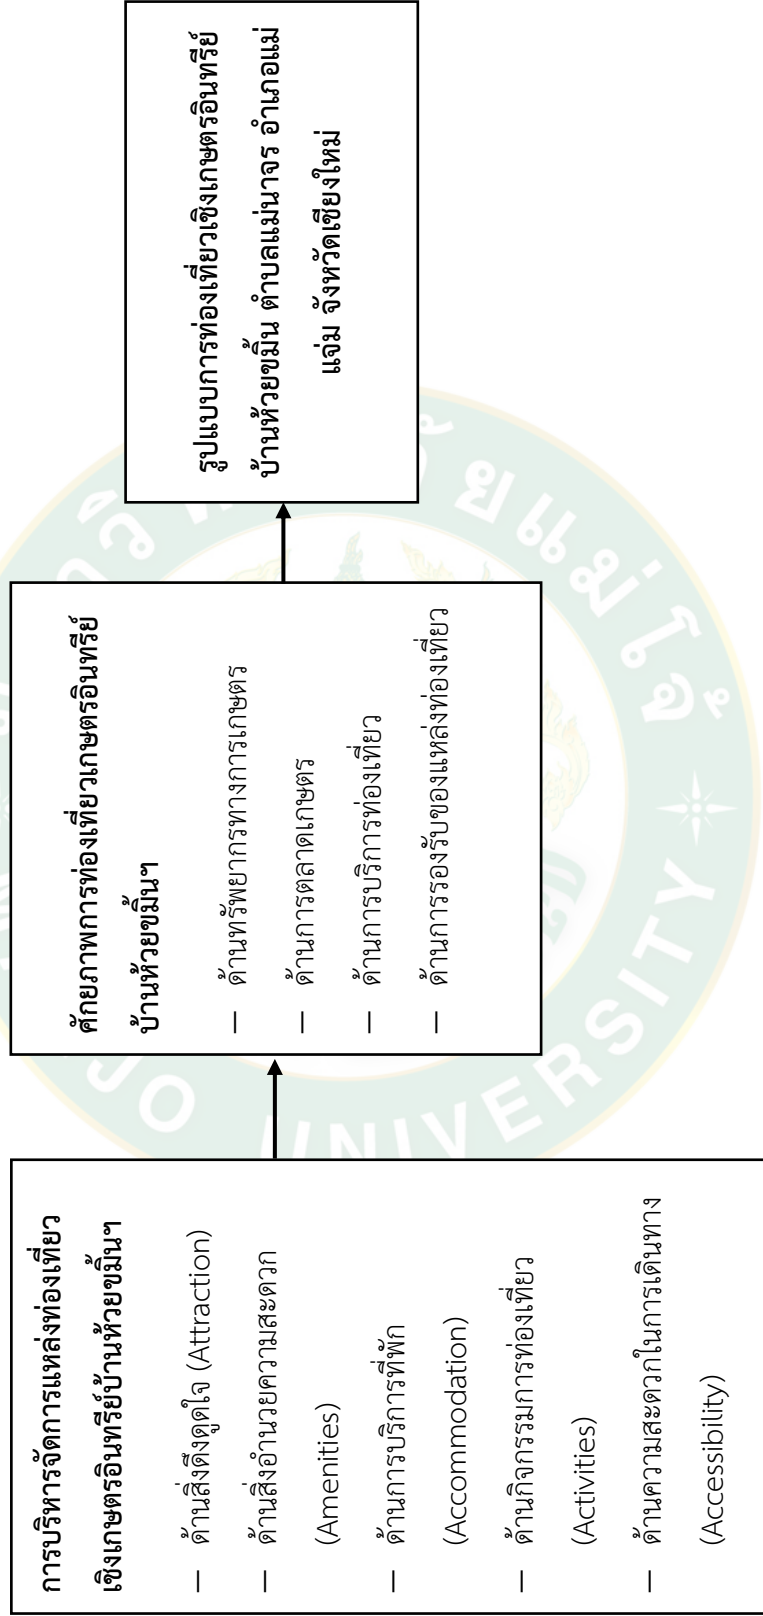 การบริหารจัดการแหล่งท่องเที่ยว
เชิงเกษตรอินทรีย์บ้านห้วยขมิ้นฯ
– ด้านสิ่งดึงดูดใจ (Attraction)
– ด้านสิ่งอำนวยความสะดวก
(Amenities)
– ด้านการบริการที่พัก
(Accommodation)
– ด้านกิจกรรมการท่องเที่ยว
(Activities)
– ด้านความสะดวกในการเดินทาง
(Accessibility)
ศักยภาพการท่องเที่ยวเกษตรอินทรีย์
บ้านห้วยขมิ้นฯ
– ด้านทรัพยากรทางการเกษตร
– ด้านการตลาดเกษตร
– ด้านการบริการท่องเที่ยว
– ด้านการรองรับของแหล่งท่องเที่ยว
รูปแบบการท่องเที่ยวเชิงเกษตรอินทรีย์
บ้านห้วยขมิ้น ตำบลแม่นาจร อำเภอแม่
แจ่ม จังหวัดเชียงใหม่
ยแม่โจ้
JO UNIVERSITY